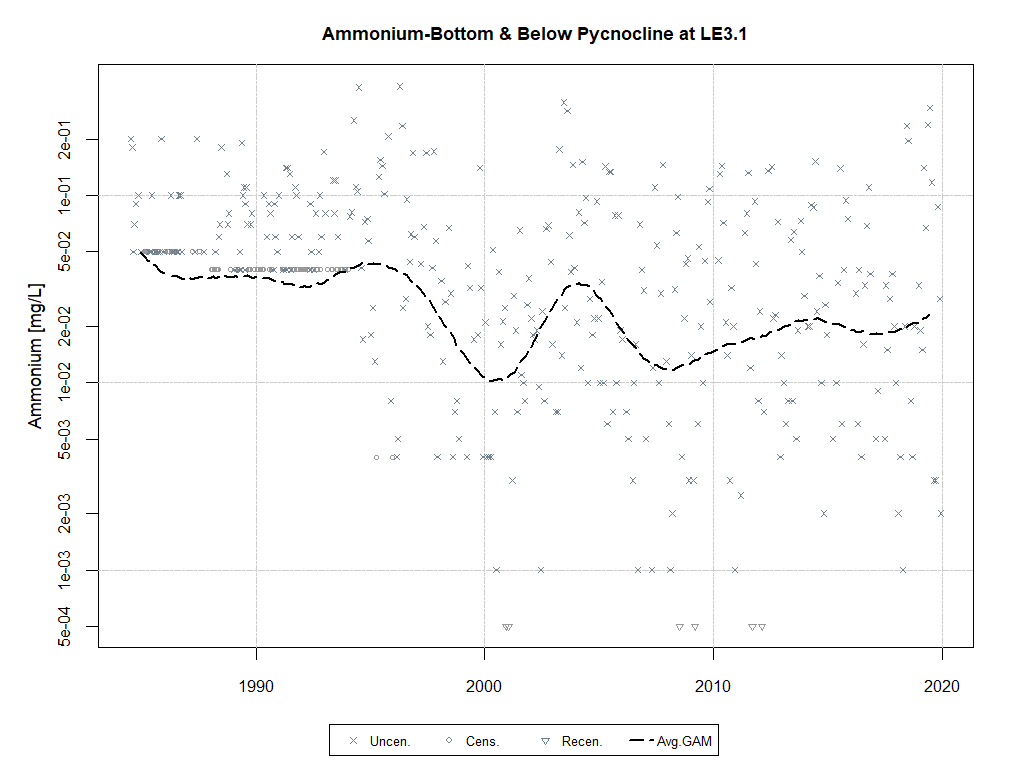 Ammonium-Bottom & Below Pycnocline at LE3.1
Ammonium [mg/L]
2e-01
1e-01
5e-02
2e-02
1e-02
5e-03
2e-03
1e-03
5e-04
1990 2000 2010 2020
Uncen. Cens. Recen. Avg.GAM